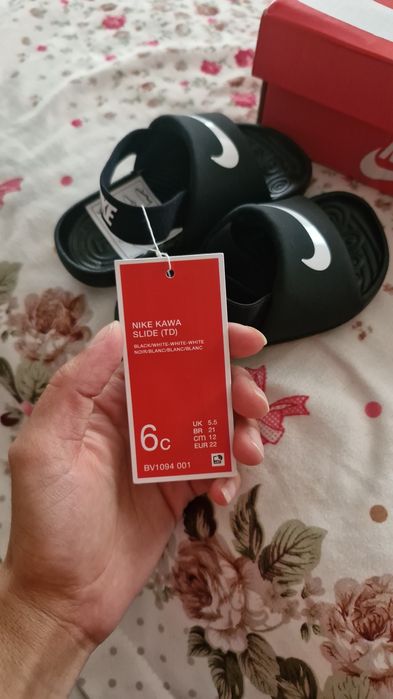 NIKE KAWA
SLIDE (TD)
BLACK/WHITE-WHITE-WHITE
NOIR/BLANC/BLANC/BLANC
6C
UK 5.5
BR 21
CITI 12
EUR 22
BV1094 001